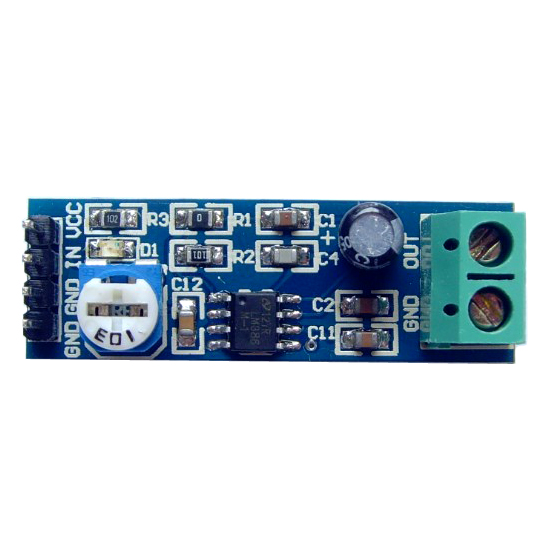 VCC
IN
GND
GND
102
R3
0
R1
C1
+
D1
101
R2
C4
C12
LM386
M-1
C2
C11
E01
OUT
GND